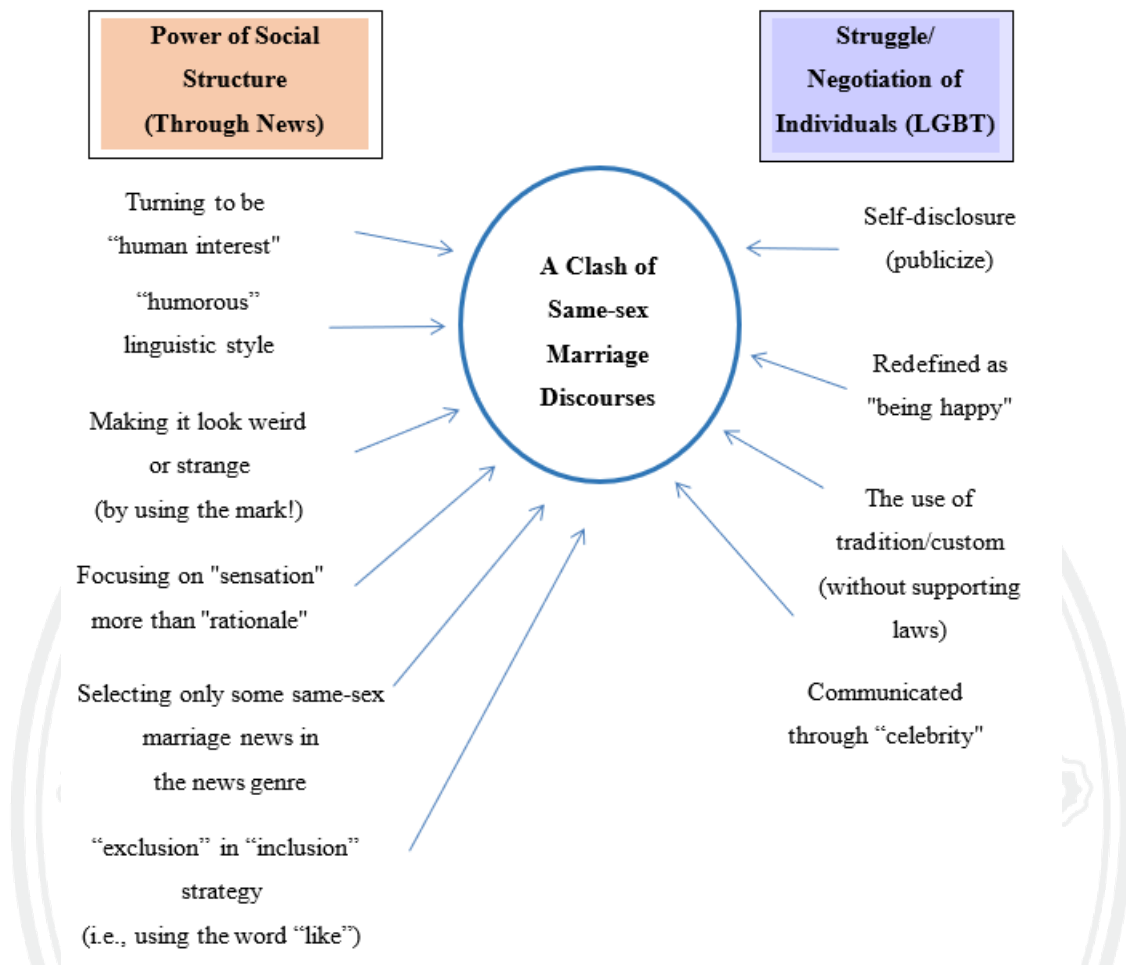 Power of Social
Structure
(Through News)
Struggle/
Negotiation of
Individuals (LGBT)
Turning to be
“human interest"
“humorous”
linguistic style
Making it look weird
or strange
(by using the mark!)
Focusing on "sensation"
more than "rationale"
Selecting only some same-sex
marriage news in
the news genre
“exclusion” in “inclusion”
strategy
(i.e., using the word “like”)
A Clash of
Same-sex
Marriage
Discourses
Self-disclosure
(publicize)
Redefined as
"being happy"
The use of
tradition/custom
(without supporting
laws)
Communicated
through “celebrity"